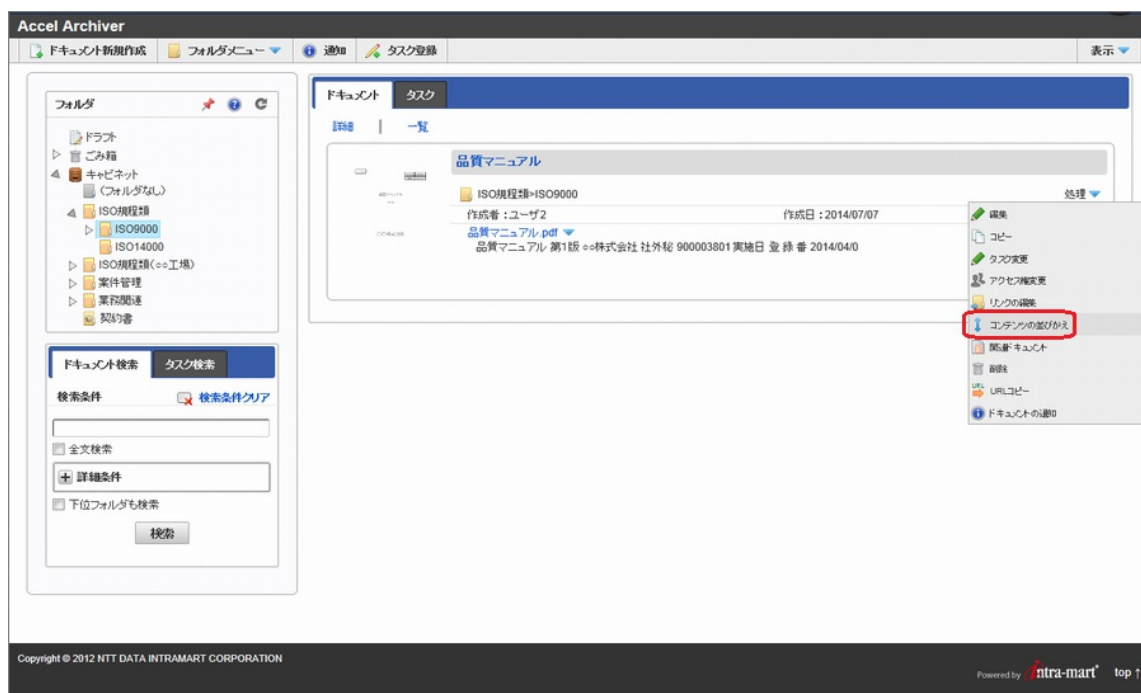 Accel Archiver
ドキュメント新規作成 フォルダメニュー 通知 タスク登録 表示
フォルダ
ドラフト
ごみ箱
キャビネット
(フォルダなし)
ISO規程類
ISO9000
ISO14000
ISO規程類(○○工場)
案件管理
業務関連
契約書
ドキュメント検索 タスク検索
検索条件 検索条件クリア
全文検索
詳細条件
下位フォルダも検索
検索
ドキュメント タスク
詳細 | 一覧
品質マニュアル
ISO規程類>ISO9000 処理
作成者:ユーザ2 作成日:2014/07/07
品質マニュアル.pdf
品質マニュアル 第1版 ○○株式会社 社外秘 900003801 実施日 登 録 番 2014/04/0
編集
コピー
タスク変更
アクセス権変更
リンクの編集
コンテンツの並びかえ
関連ドキュメント
削除
URLコピー
ドキュメントの通知
Copyright © 2012 NTT DATA INTRAMART CORPORATION
Powered by intra-mart top ↑